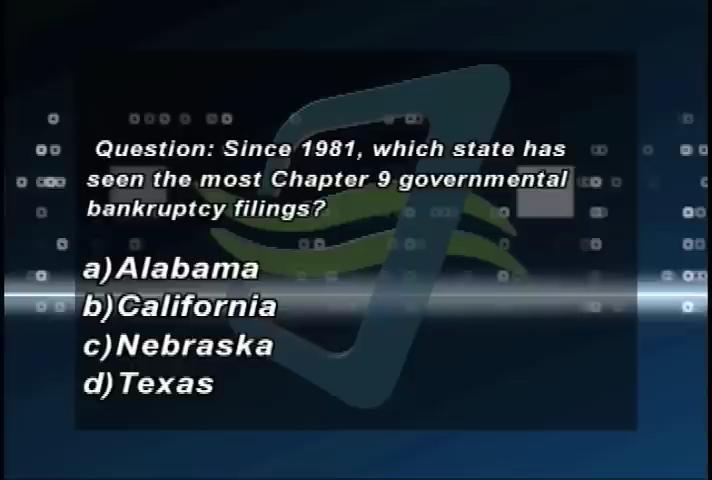 Question: Since 1981, which state has
seen the most Chapter 9 governmental
bankruptcy filings?
a)Alabama
b)California
c)Nebraska
d)Texas